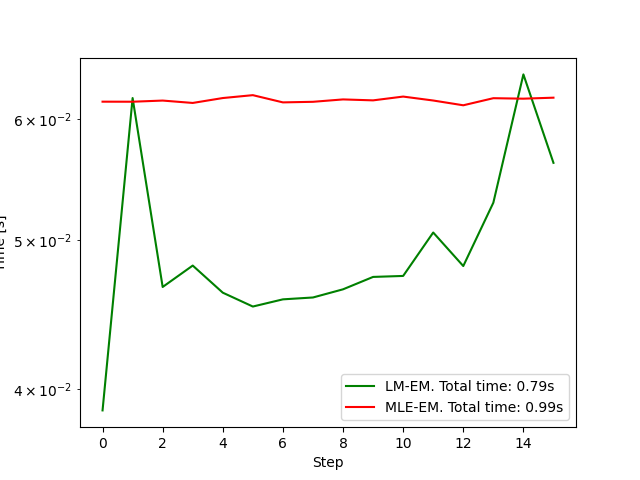 6 × 10⁻²
5 × 10⁻²
4 × 10⁻²
0 2 4 6 8 10 12 14
Step
LM-EM. Total time: 0.79s
MLE-EM. Total time: 0.99s